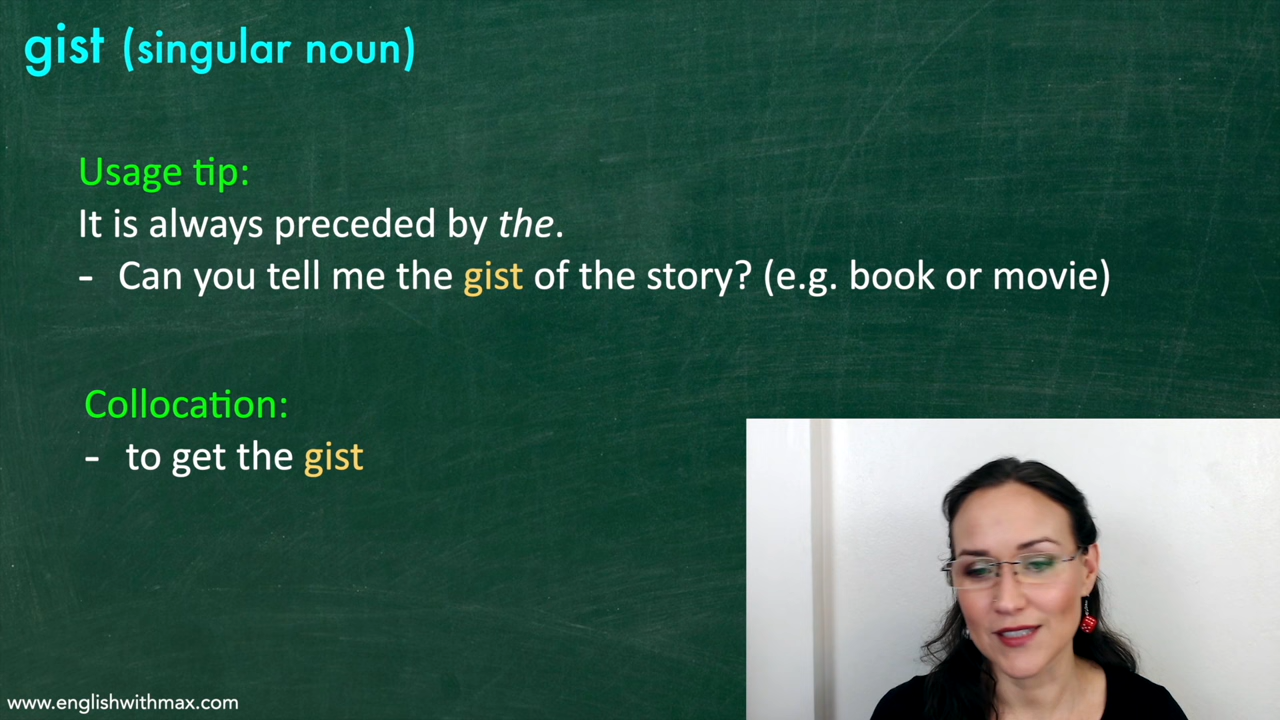 gist (singular noun)
Usage tip:
It is always preceded by the.
- Can you tell me the gist of the story? (e.g. book or movie)
Collocation:
- to get the gist
www.englishwithmax.com